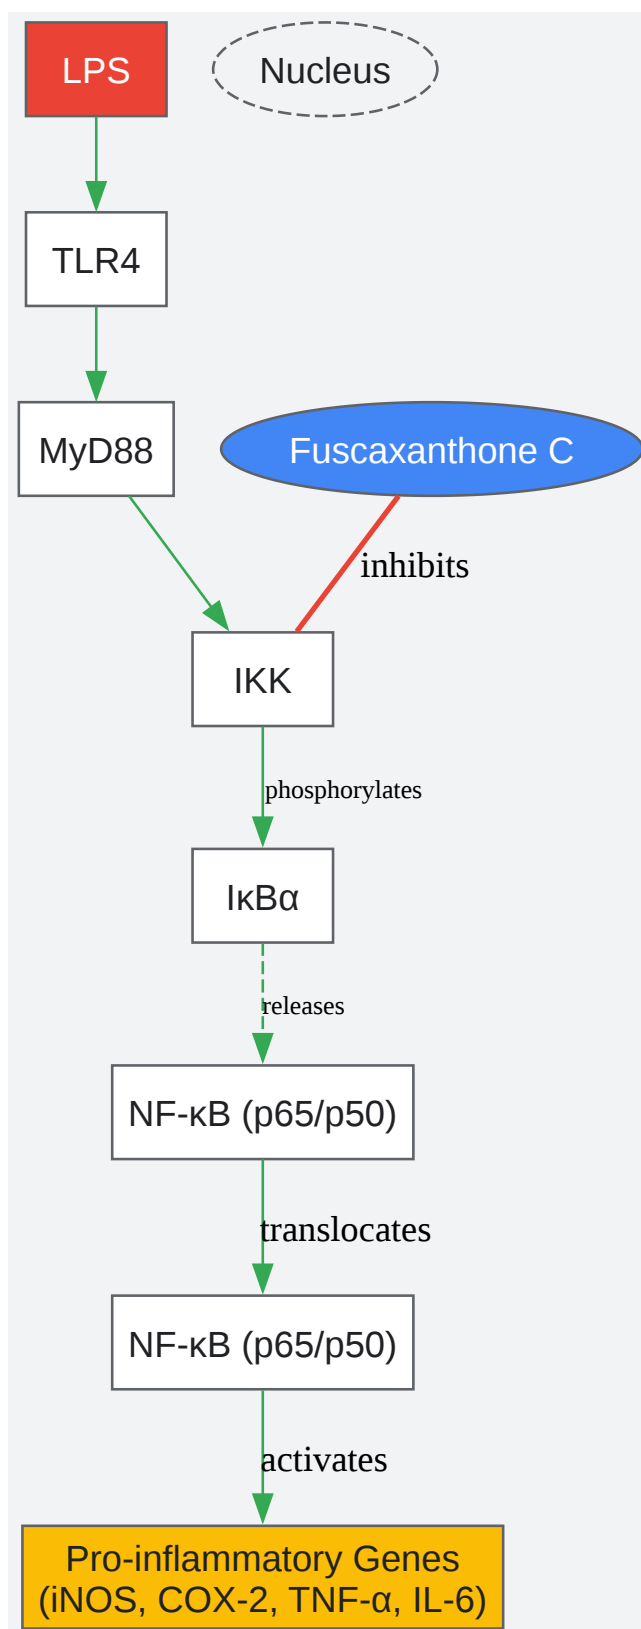 LPS
Nucleus
TLR4
MyD88
Fuscaxanthone C
inhibits
IKK
phosphorylates
IκBα
releases
NF-κB (p65/p50)
translocates
NF-κB (p65/p50)
activates
Pro-inflammatory Genes
(iNOS, COX-2, TNF-α, IL-6)